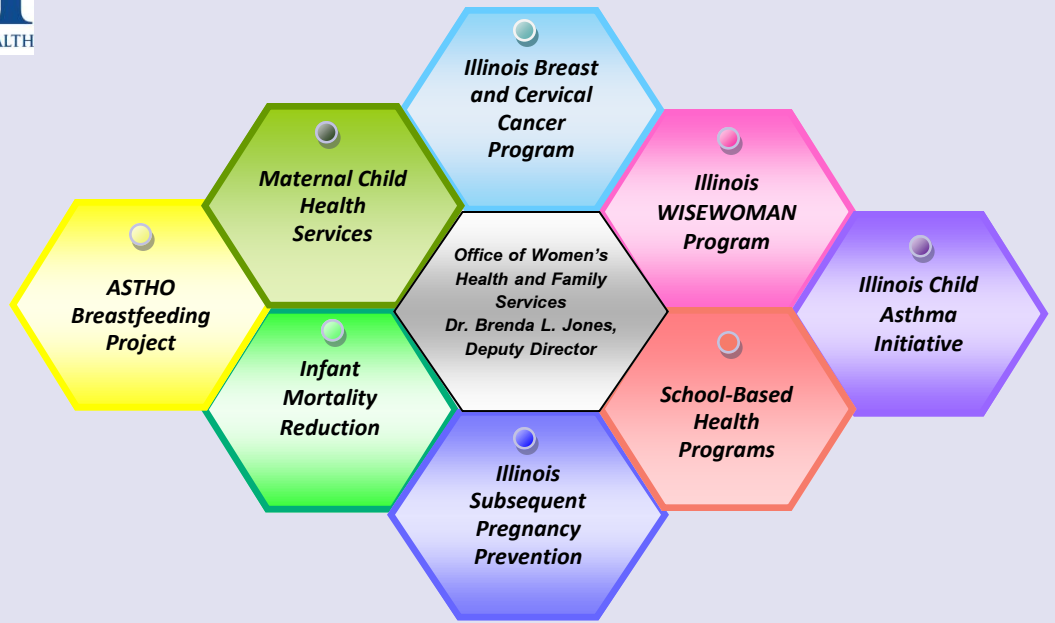 Illinois Breast
and Cervical
Cancer
Program
Maternal Child
Health
Services
Illinois
WISEWOMAN
Program
ASTHO
Breastfeeding
Project
Office of Women's
Health and Family
Services
Dr. Brenda L. Jones,
Deputy Director
Illinois Child
Asthma
Initiative
Infant
Mortality
Reduction
School-Based
Health
Programs
Illinois
Subsequent
Pregnancy
Prevention